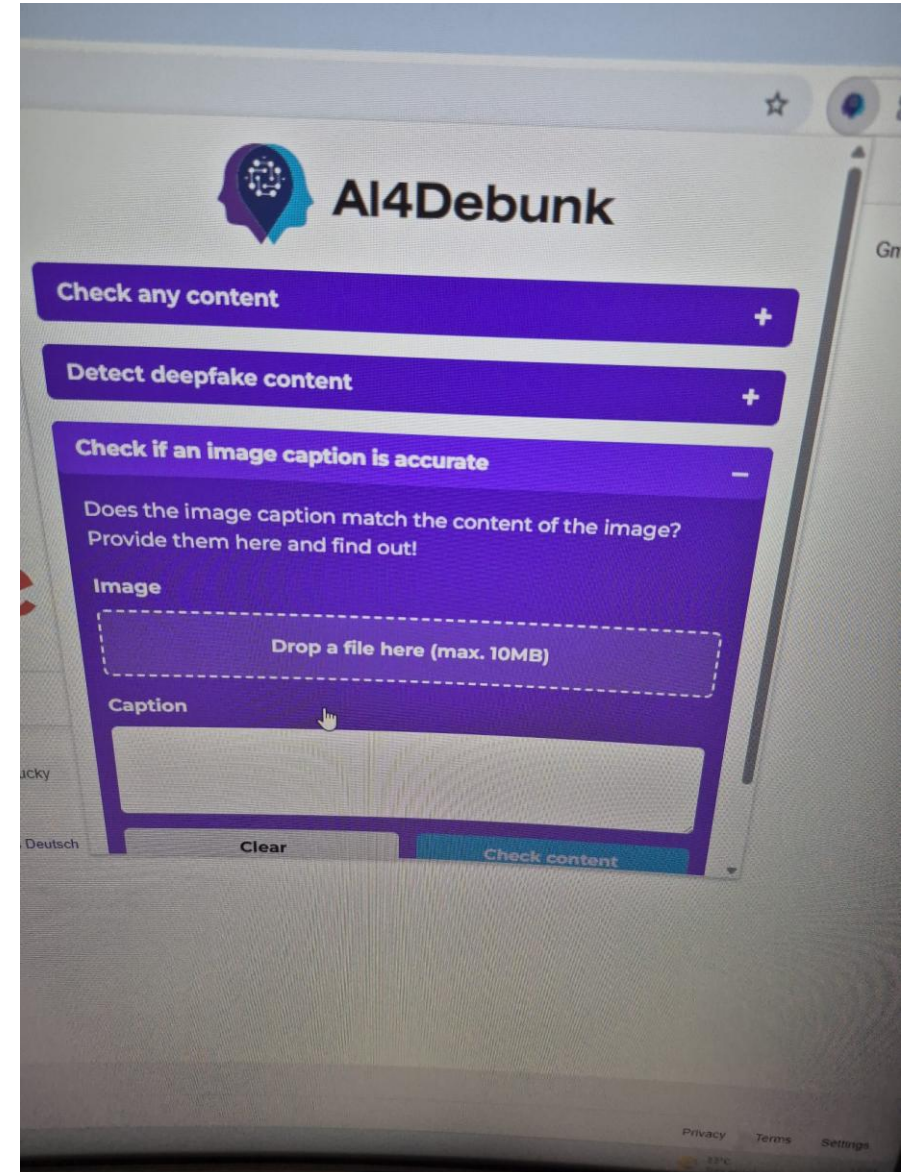 AI4Debunk
Gm
Check any content
+
Detect deepfake content
+
Check if an image caption is accurate
–
Does the image caption match the content of the image?
Provide them here and find out!
Image
Drop a file here (max. 10MB)
Caption
ucky
Deutsch
Clear
Check content
Privacy Terms Settings
33°C